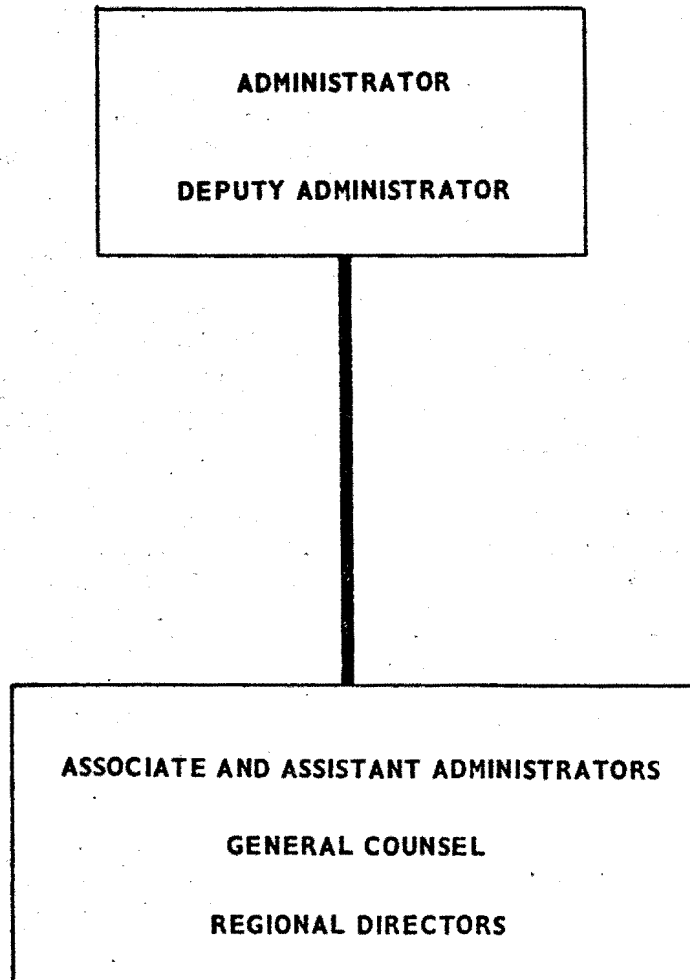 ADMINISTRATOR
DEPUTY ADMINISTRATOR
ASSOCIATE AND ASSISTANT ADMINISTRATORS
GENERAL COUNSEL
REGIONAL DIRECTORS